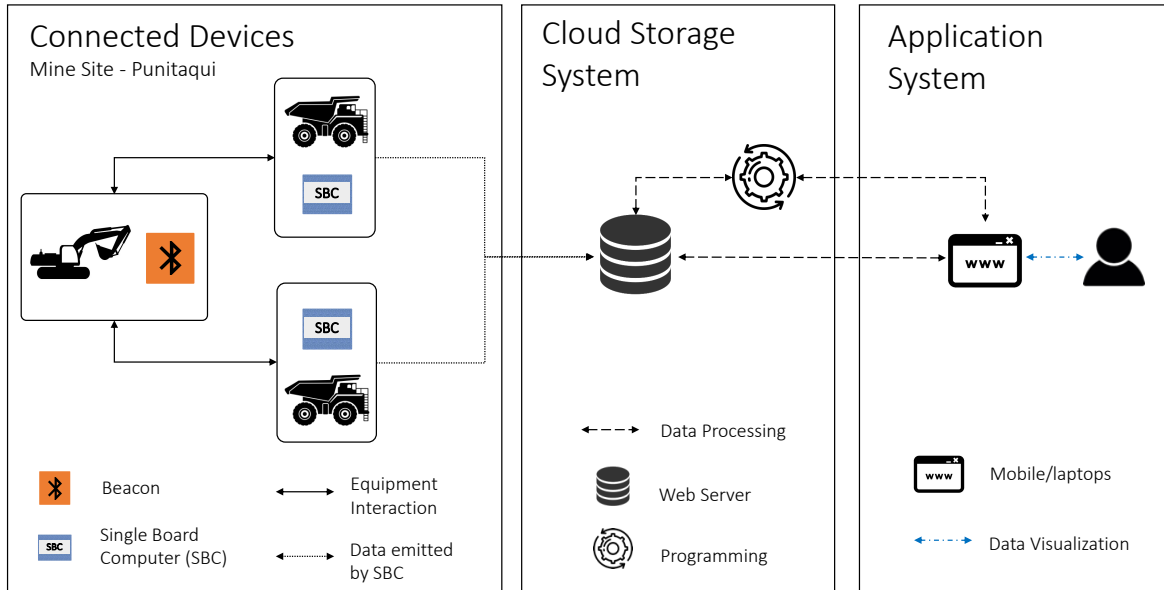 Connected Devices
Mine Site - Punitaqui
SBC
SBC
Beacon
SBC
Single Board
Computer (SBC)
Equipment
Interaction
Data emitted
by SBC
Cloud Storage
System
Data Processing
Web Server
Programming
Application
System
www
www
Mobile/laptops
Data Visualization